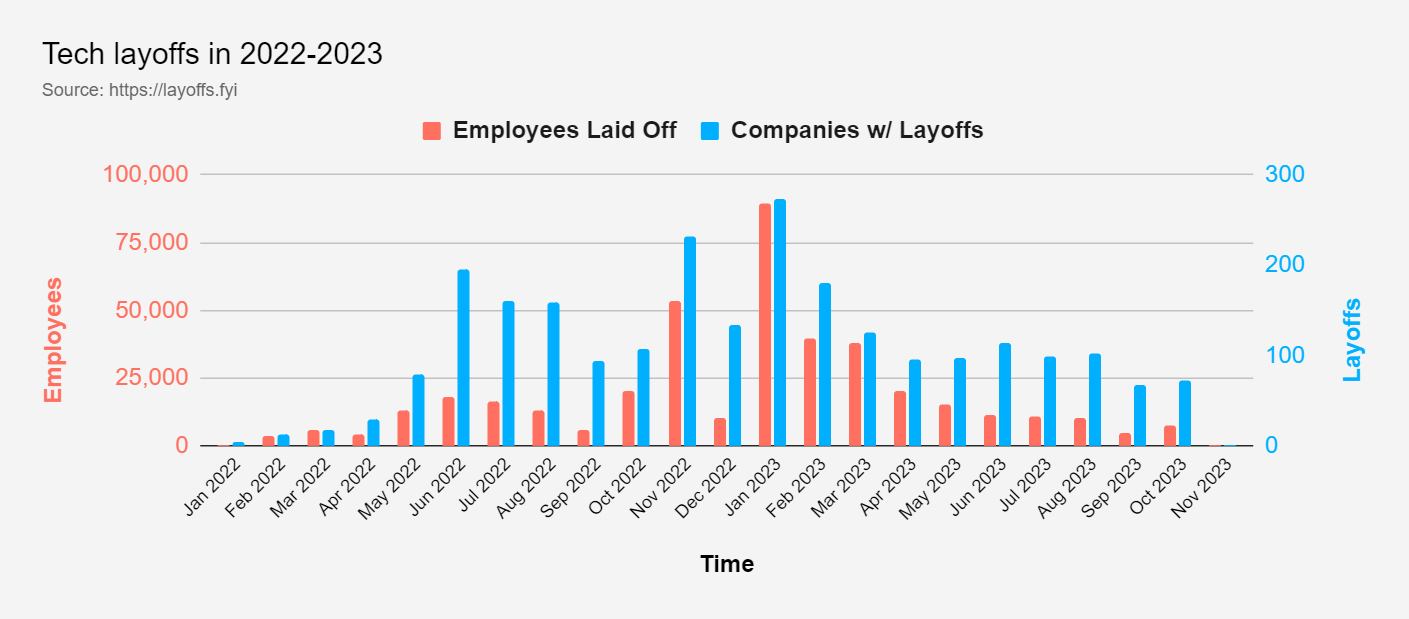 Tech layoffs in 2022-2023
Source: https://layoffs.fyi
Employees Laid Off
Companies w/ Layoffs
100,000
75,000
50,000
25,000
0
Employees
300
200
100
0
Layoffs
Jan 2022
Feb 2022
Mar 2022
Apr 2022
May 2022
Jun 2022
Jul 2022
Aug 2022
Sep 2022
Oct 2022
Nov 2022
Dec 2022
Jan 2023
Feb 2023
Mar 2023
Apr 2023
May 2023
Jun 2023
Jul 2023
Aug 2023
Sep 2023
Oct 2023
Nov 2023
Time